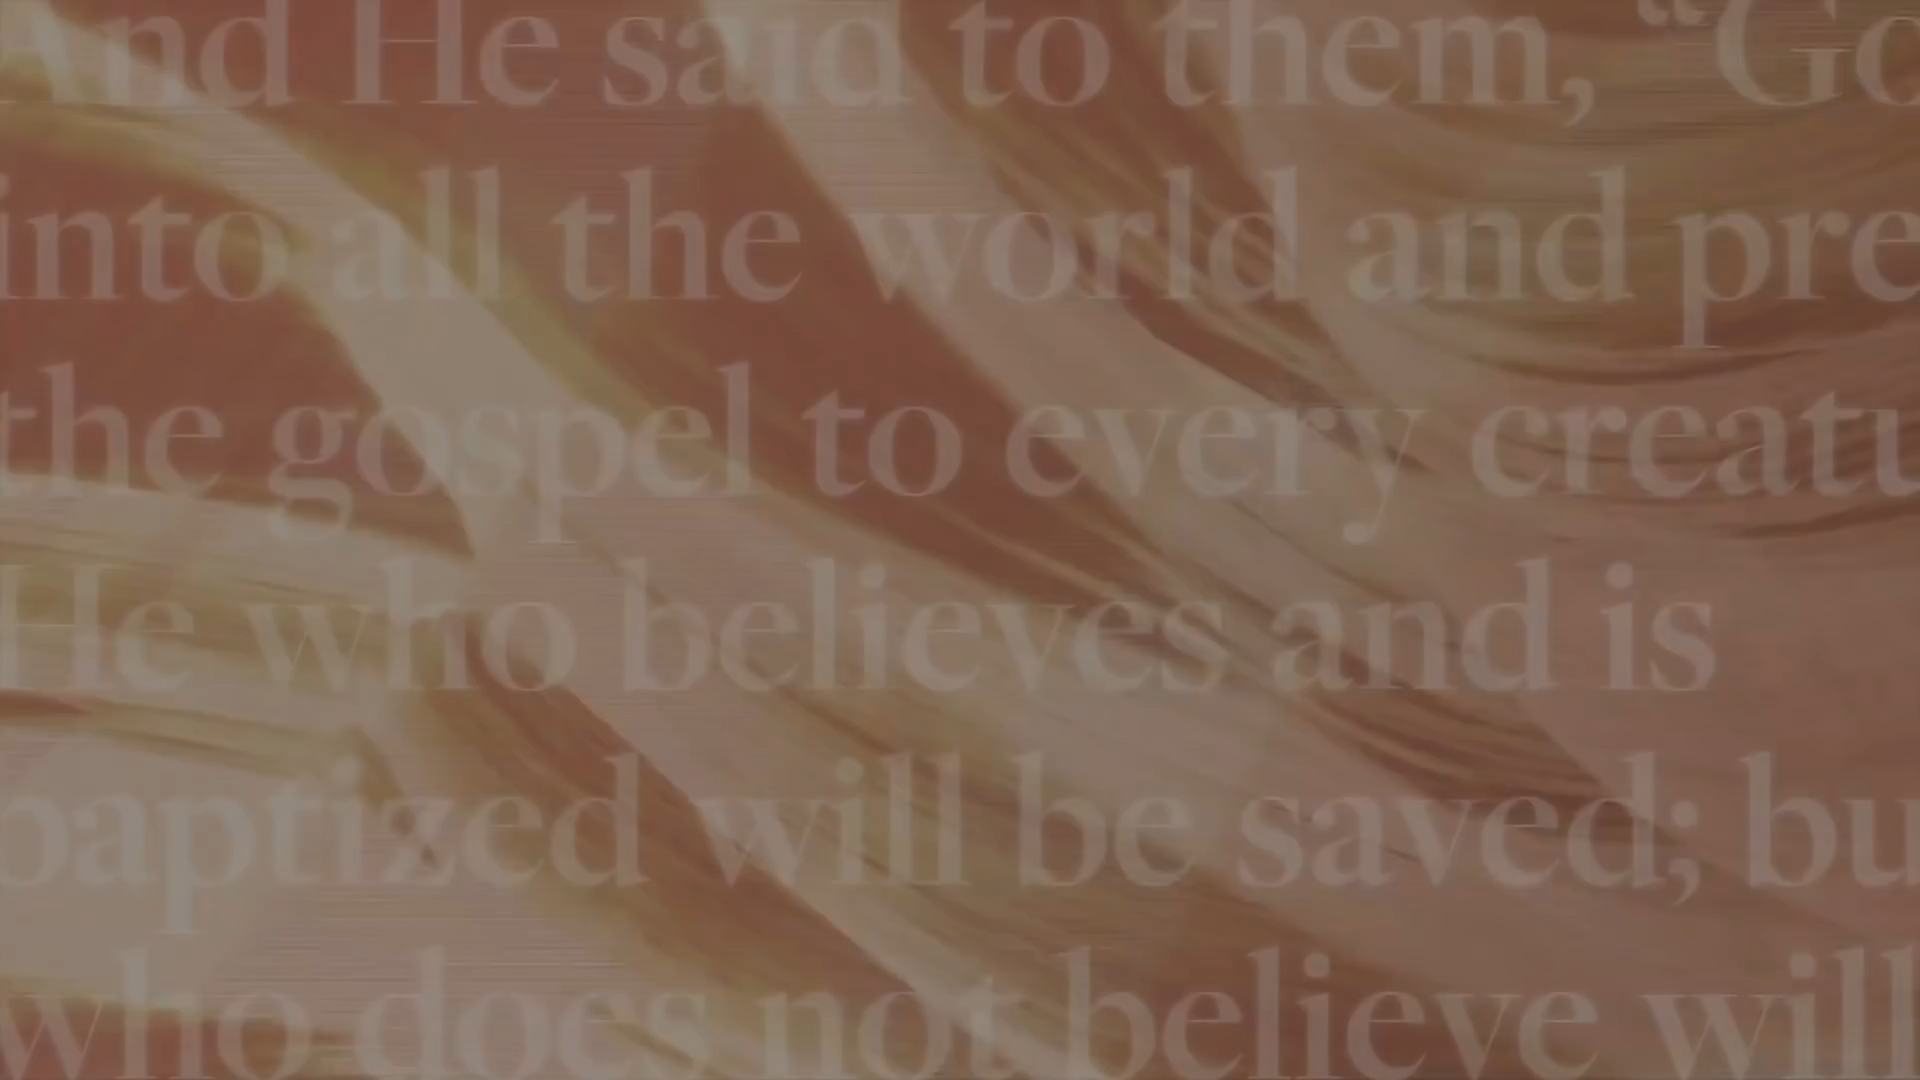 And He said to them, “Go
into all the world and pre
the gospel to every creatu
He who believes and is
baptized will be saved; bu
who does not believe will